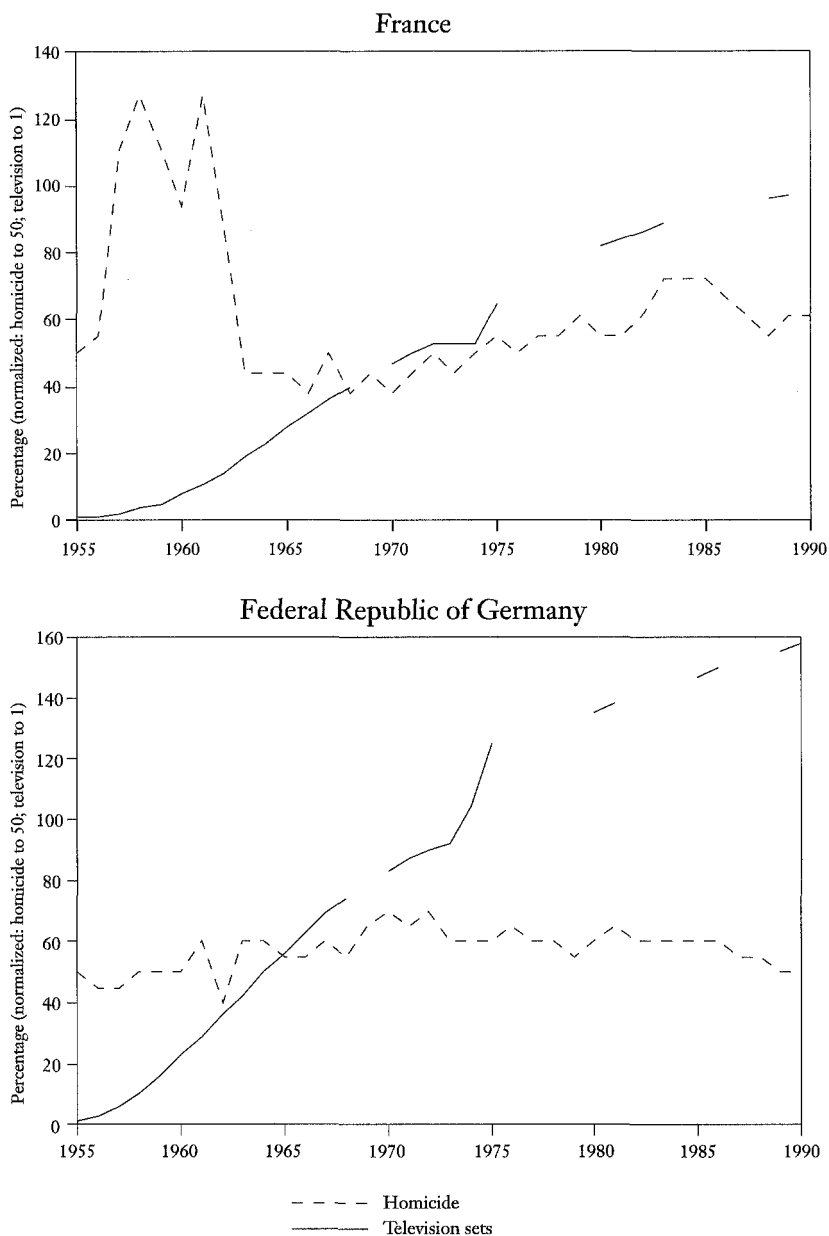 France
Percentage (normalized: homicide to 50; television to 1)
140
120
100
80
60
40
20
0
1955 1960 1965 1970 1975 1980 1985 1990
Federal Republic of Germany
Percentage (normalized: homicide to 50; television to 1)
160
140
120
100
80
60
40
20
0
1955 1960 1965 1970 1975 1980 1985 1990
Homicide
Television sets